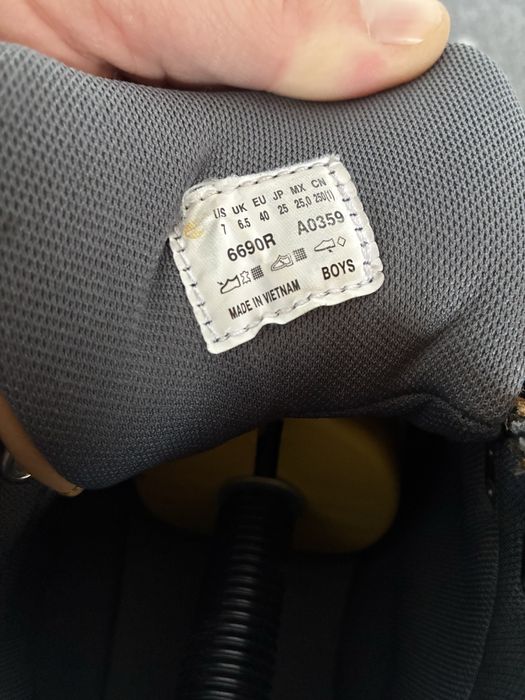 US UK EU JP MX CN
7 6.5 40 25 25,0 250(1)
6690R A0359
BOYS
MADE IN VIETNAM